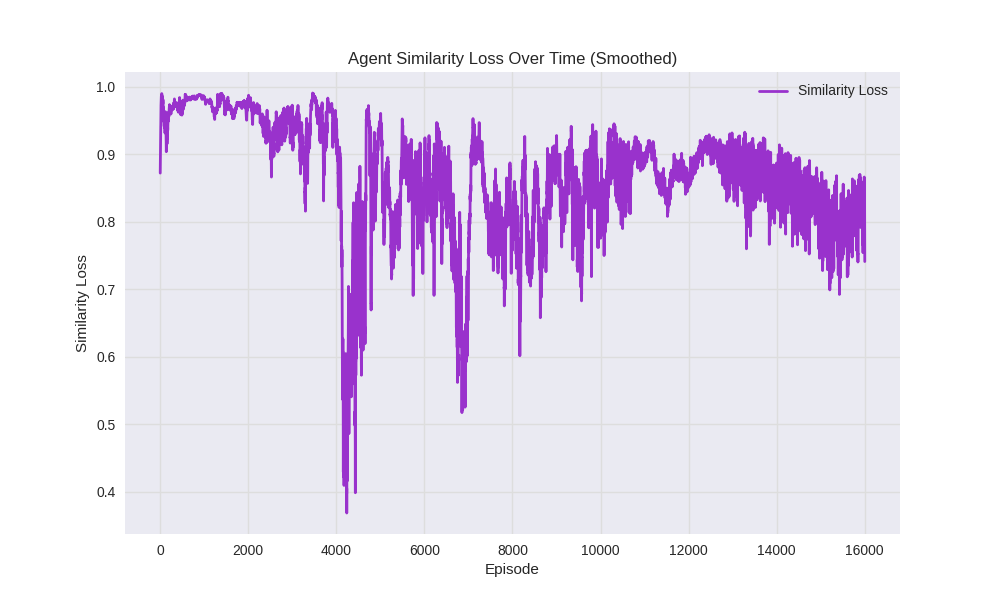 Agent Similarity Loss Over Time (Smoothed)
Similarity Loss
1.0
0.9
0.8
0.7
0.6
0.5
0.4
Similarity Loss
0 2000 4000 6000 8000 10000 12000 14000 16000
Episode